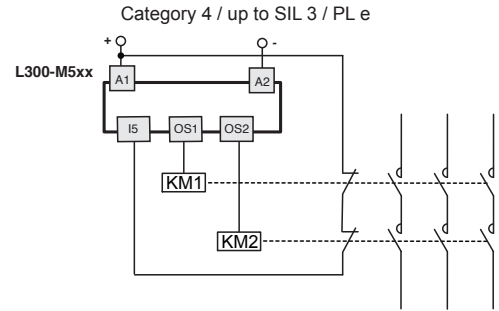 Category 4 / up to SIL 3 / PL e
+ -
L300-M5xx
A1 A2
I5 OS1 OS2
KM1
KM2